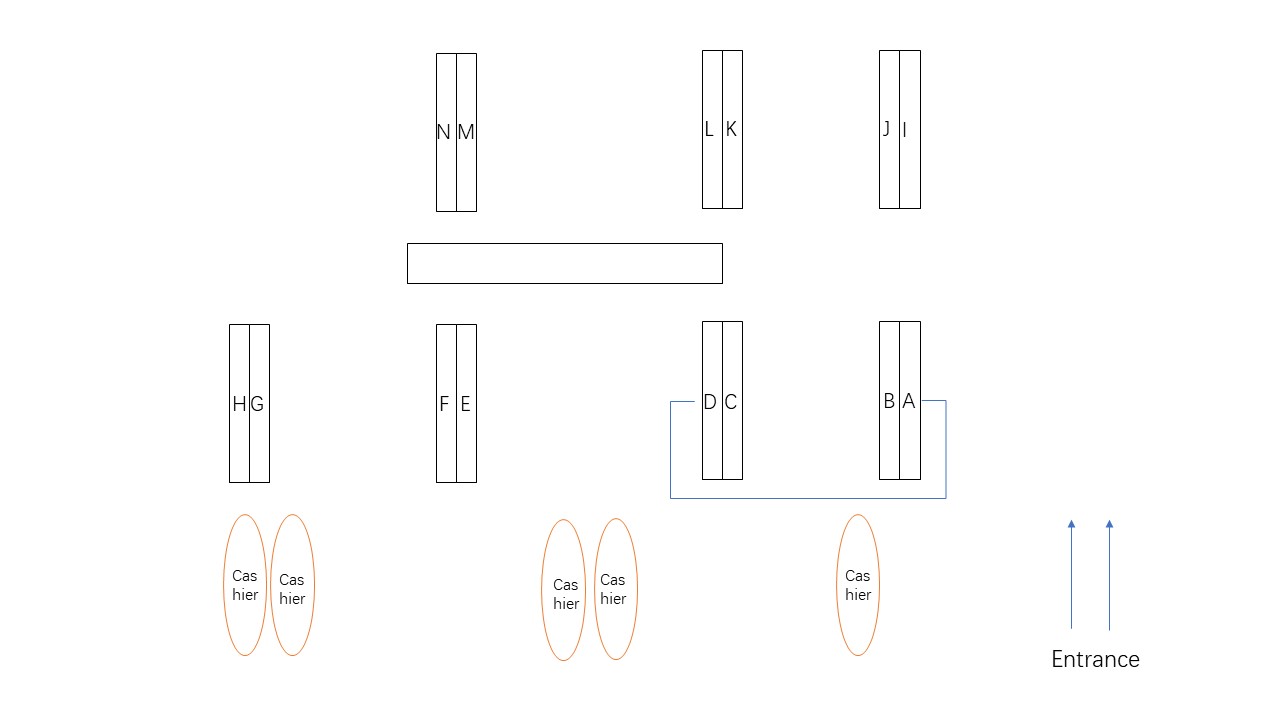 N M
L K
J I
H G
F E
D C
B A
Cas
hier
Cas
hier
Cas
hier
Cas
hier
Cas
hier
Entrance